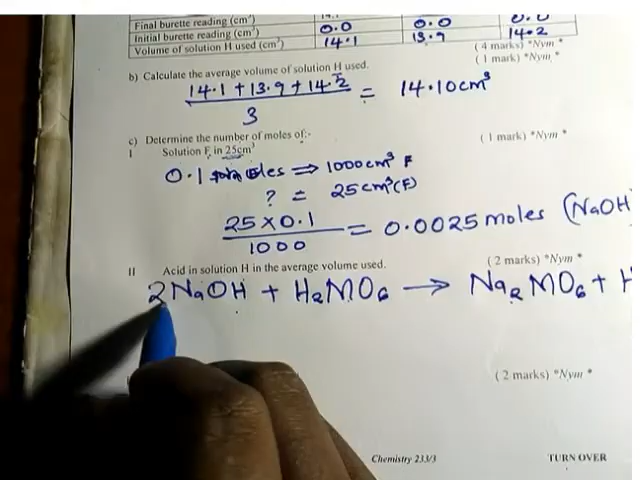 Final burette reading (cm³)
Initial burette reading (cm³) 0.0 0.0 0.0
Volume of solution H used (cm³) 14.1 13.9 14.2
( 4 marks) *Nym *
b) Calculate the average volume of solution H used. ( 1 mark) *Nym *
14.1 + 13.9 + 14.2 = 14.10cm³
3
c) Determine the number of moles of:- ( 1 mark) *Nym *
I Solution F in 25cm³
0.1 moles ⇒ 1000cm³ F
? = 25cm³(F)
25 × 0.1 = 0.0025 moles (NaOH
1000
II Acid in solution H in the average volume used. ( 2 marks) *Nym *
2NaOH + H₂MO₆ → Na₂MO₆ + H
( 2 marks) *Nym *
Chemistry 233/3 TURN OVER